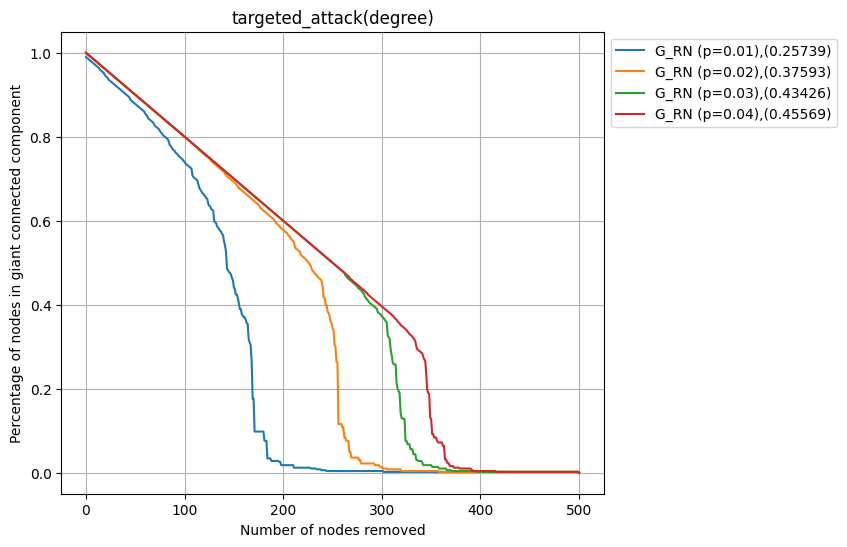 targeted_attack(degree)
G_RN (p=0.01),(0.25739)
G_RN (p=0.02),(0.37593)
G_RN (p=0.03),(0.43426)
G_RN (p=0.04),(0.45569)
Percentage of nodes in giant connected component
1.0
0.8
0.6
0.4
0.2
0.0
0 100 200 300 400 500
Number of nodes removed